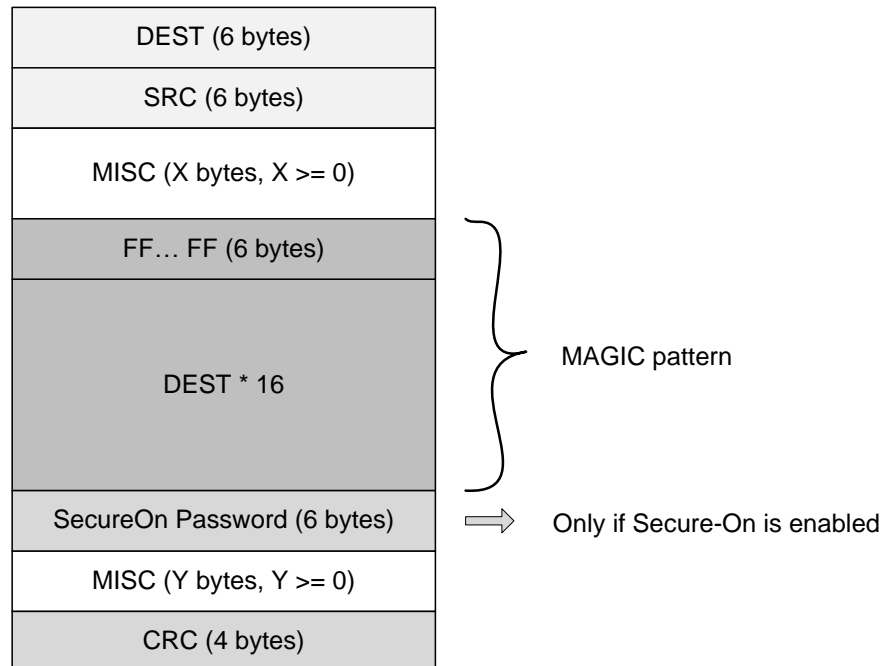 DEST (6 bytes)
SRC (6 bytes)
MISC (X bytes, X >= 0)
FF… FF (6 bytes)
DEST * 16
MAGIC pattern
SecureOn Password (6 bytes)
Only if Secure-On is enabled
MISC (Y bytes, Y >= 0)
CRC (4 bytes)